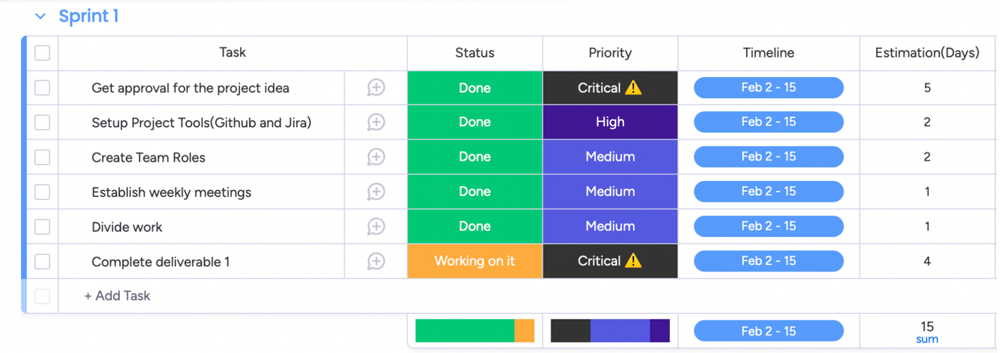 Sprint 1
Task Status Priority Timeline Estimation(Days)
Get approval for the project idea Done Critical ⚠️ Feb 2 - 15 5
Setup Project Tools(Github and Jira) Done High Feb 2 - 15 2
Create Team Roles Done Medium Feb 2 - 15 2
Establish weekly meetings Done Medium Feb 2 - 15 1
Divide work Done Medium Feb 2 - 15 1
Complete deliverable 1 Working on it Critical ⚠️ Feb 2 - 15 4
+ Add Task
Feb 2 - 15 15
sum